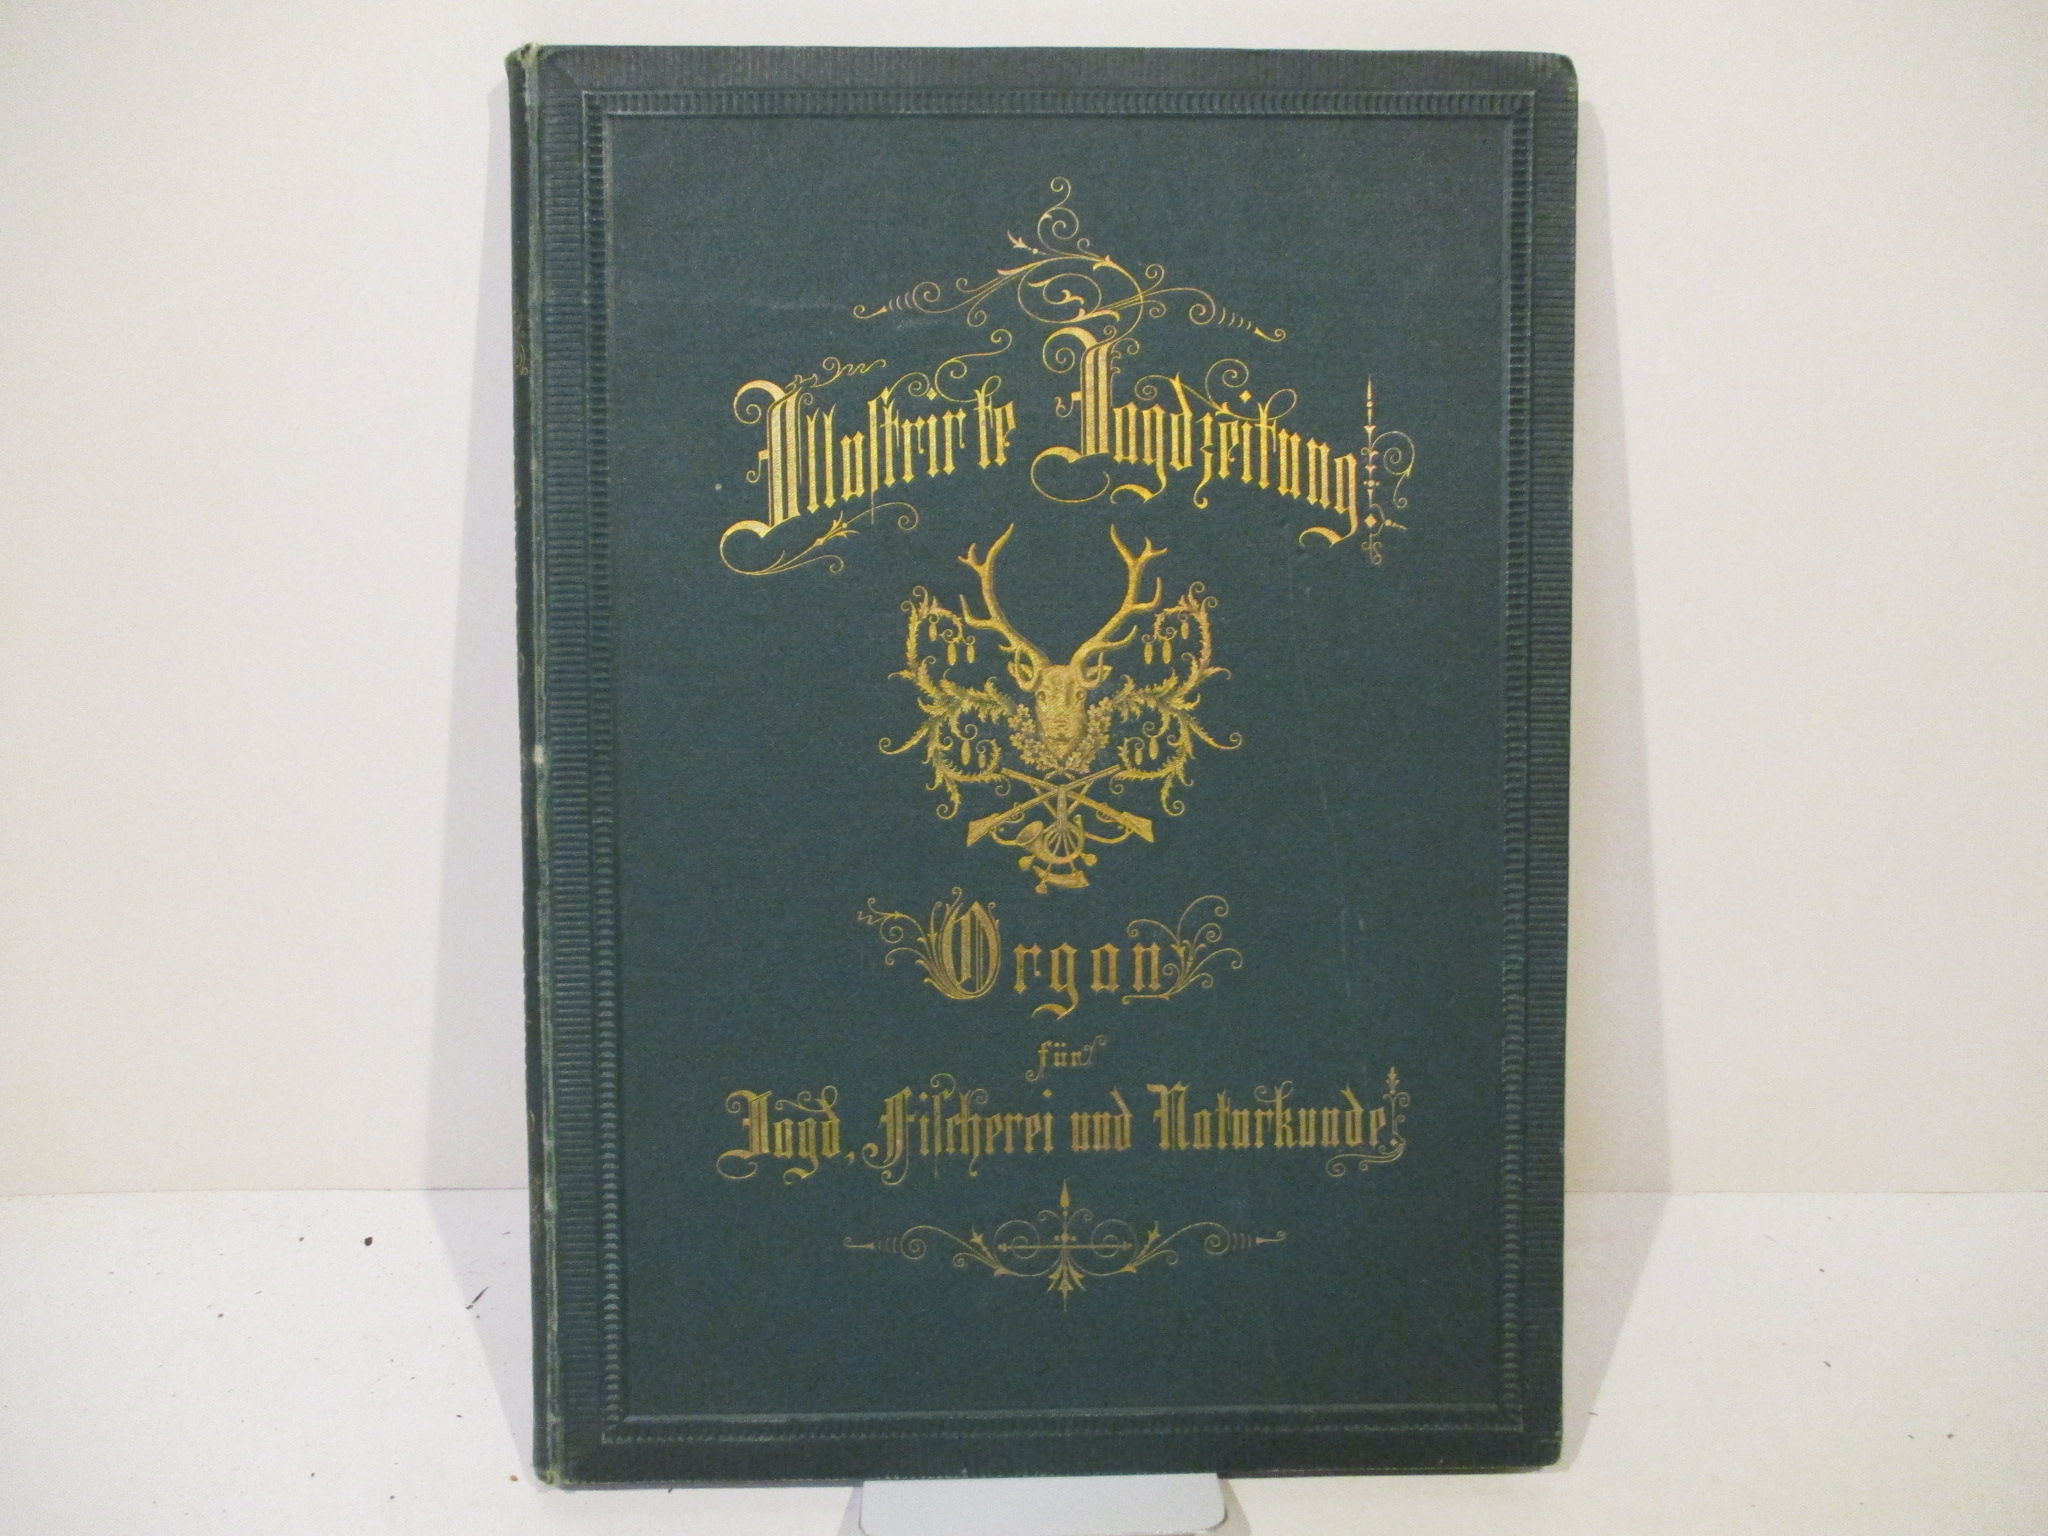 Illustrirte Jagdzeitung.
Organ
für
Jagd, Fischerei und Naturkunde.